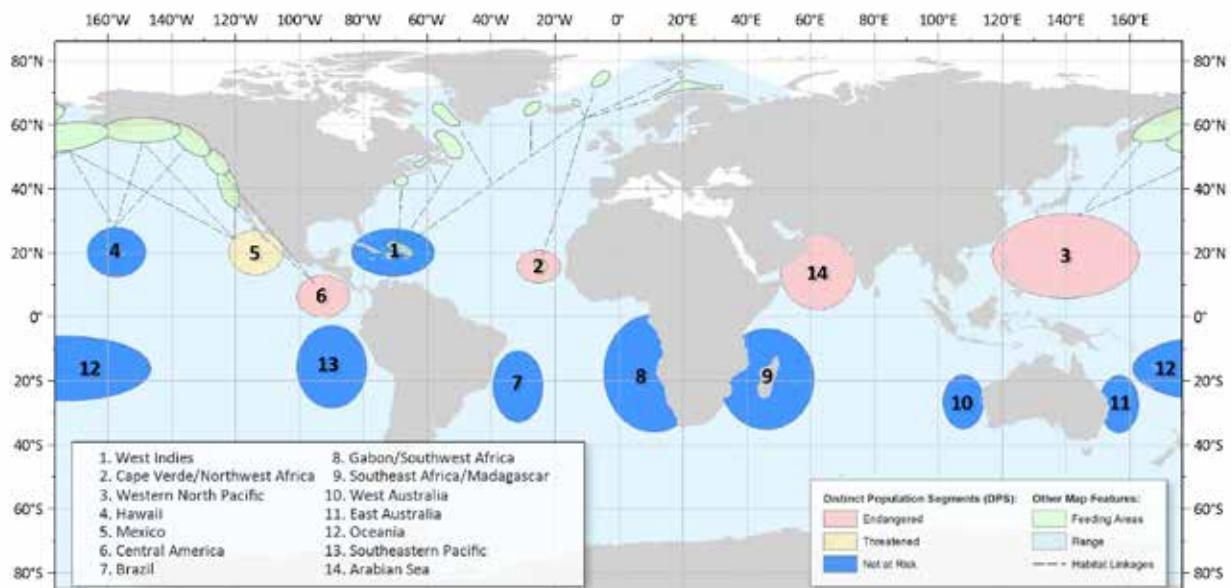 160°W 140°W 120°W 100°W 80°W 60°W 40°W 20°W 0° 20°E 40°E 60°E 80°E 100°E 120°E 140°E 160°E
80°N 80°N
60°N 60°N
40°N 40°N
4 5 1 3
20°N 2 14 20°N
6
0° 0°
12 13 7 8 9 12
20°S 10 11 20°S
40°S 40°S
1. West Indies 8. Gabon/Southwest Africa
2. Cape Verde/Northwest Africa 9. Southeast Africa/Madagascar
3. Western North Pacific 10. West Australia
4. Hawaii 11. East Australia
5. Mexico 12. Oceania
6. Central America 13. Southeastern Pacific
7. Brazil 14. Arabian Sea
60°S 60°S
80°S 80°S
Distinct Population Segments (DPS): Other Map Features:
Endangered Feeding Areas
Threatened Range
Not at Risk Habitat Linkages